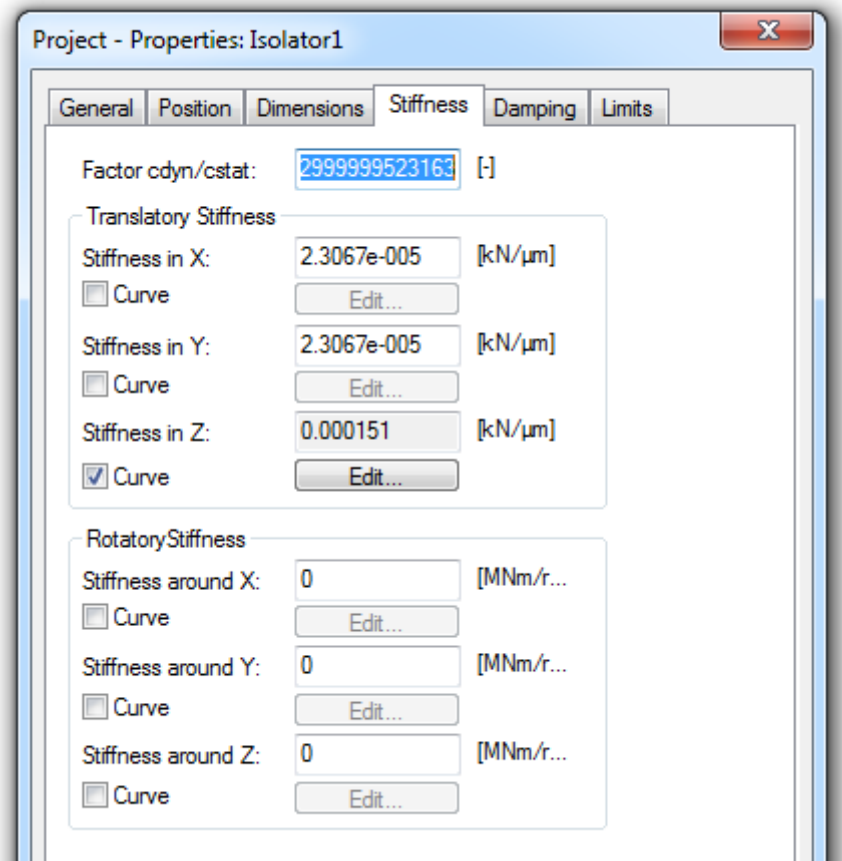 Project - Properties: Isolator1
General Position Dimensions Stiffness Damping Limits
Factor cdyn/cstat: 2999999523163 [-]
Translatory Stiffness
Stiffness in X: 2.3067e-005 [kN/µm]
Curve Edit...
Stiffness in Y: 2.3067e-005 [kN/µm]
Curve Edit...
Stiffness in Z: 0.000151 [kN/µm]
Curve Edit...
RotatoryStiffness
Stiffness around X: 0 [MNm/r...
Curve Edit...
Stiffness around Y: 0 [MNm/r...
Curve Edit...
Stiffness around Z: 0 [MNm/r...
Curve Edit...